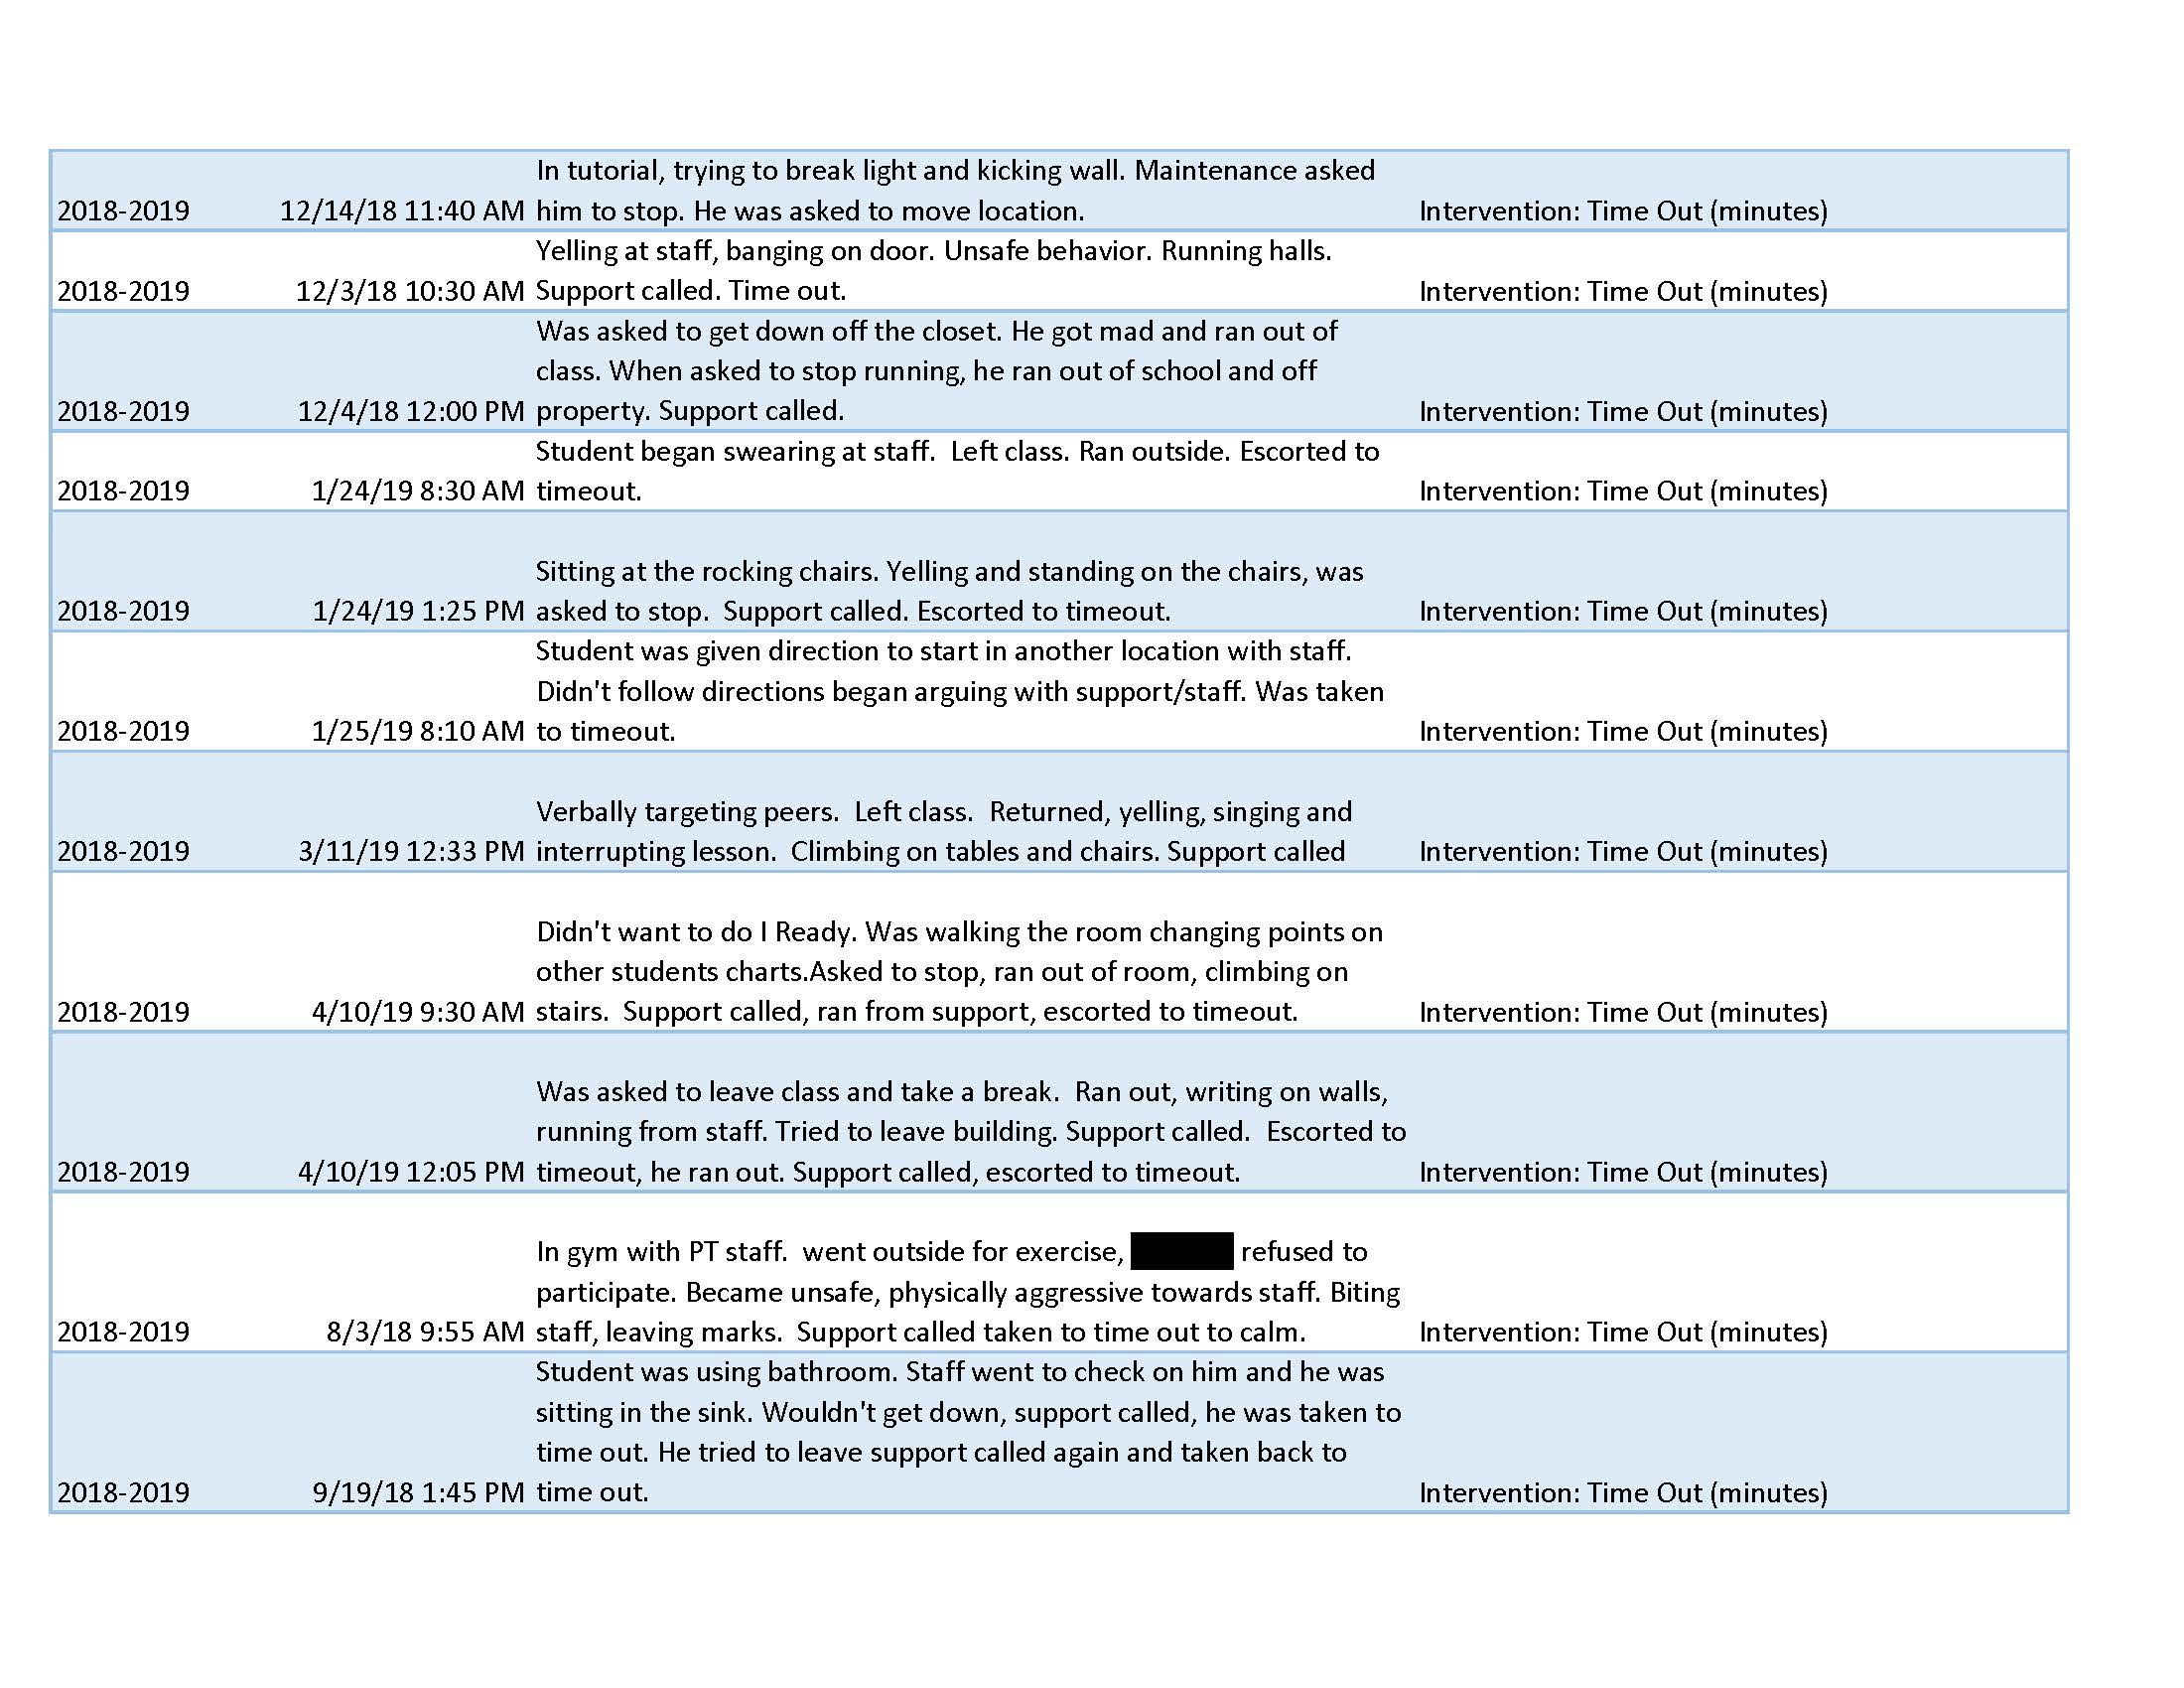 In tutorial, trying to break light and kicking wall. Maintenance asked
2018-2019 12/14/18 11:40 AM him to stop. He was asked to move location. Intervention: Time Out (minutes)
Yelling at staff, banging on door. Unsafe behavior. Running halls.
2018-2019 12/3/18 10:30 AM Support called. Time out. Intervention: Time Out (minutes)
Was asked to get down off the closet. He got mad and ran out of
class. When asked to stop running, he ran out of school and off
2018-2019 12/4/18 12:00 PM property. Support called. Intervention: Time Out (minutes)
Student began swearing at staff.  Left class. Ran outside. Escorted to
2018-2019 1/24/19 8:30 AM timeout. Intervention: Time Out (minutes)
Sitting at the rocking chairs. Yelling and standing on the chairs, was
2018-2019 1/24/19 1:25 PM asked to stop.  Support called. Escorted to timeout. Intervention: Time Out (minutes)
Student was given direction to start in another location with staff.
Didn't follow directions began arguing with support/staff. Was taken
2018-2019 1/25/19 8:10 AM to timeout. Intervention: Time Out (minutes)
Verbally targeting peers.  Left class.  Returned, yelling, singing and
2018-2019 3/11/19 12:33 PM interrupting lesson.  Climbing on tables and chairs. Support called Intervention: Time Out (minutes)
Didn't want to do I Ready. Was walking the room changing points on
other students charts.Asked to stop, ran out of room, climbing on
2018-2019 4/10/19 9:30 AM stairs.  Support called, ran from support, escorted to timeout. Intervention: Time Out (minutes)
Was asked to leave class and take a break.  Ran out, writing on walls,
running from staff. Tried to leave building. Support called.  Escorted to
2018-2019 4/10/19 12:05 PM timeout, he ran out. Support called, escorted to timeout. Intervention: Time Out (minutes)
In gym with PT staff.  went outside for exercise, refused to
participate. Became unsafe, physically aggressive towards staff. Biting
2018-2019 8/3/18 9:55 AM staff, leaving marks.  Support called taken to time out to calm. Intervention: Time Out (minutes)
Student was using bathroom. Staff went to check on him and he was
sitting in the sink. Wouldn't get down, support called, he was taken to
time out. He tried to leave support called again and taken back to
2018-2019 9/19/18 1:45 PM time out. Intervention: Time Out (minutes)